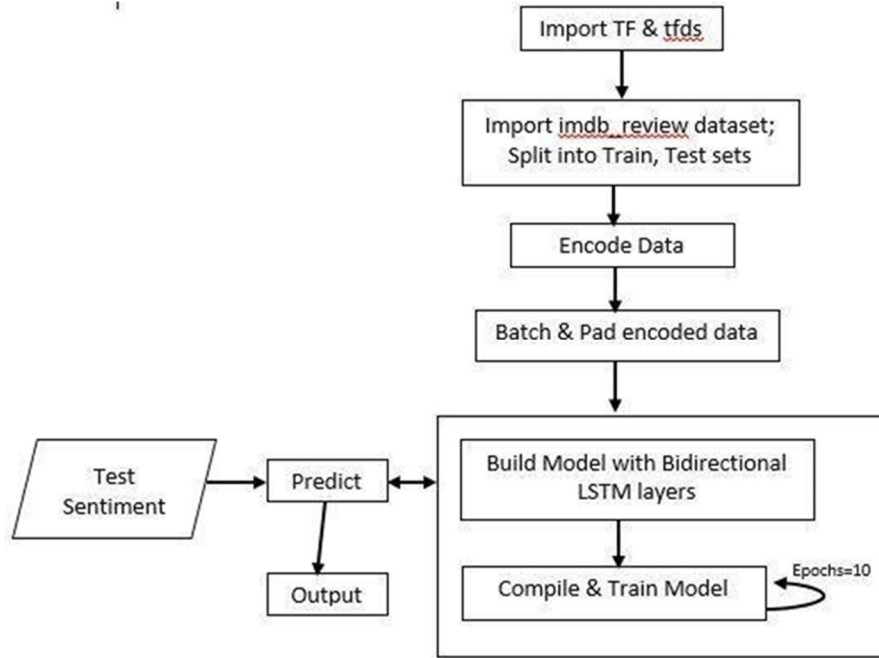 Import TF & tfds
Import imdb_review dataset;
Split into Train, Test sets
Encode Data
Batch & Pad encoded data
Build Model with Bidirectional
LSTM layers
Compile & Train Model
Epochs=10
Test
Sentiment
Predict
Output